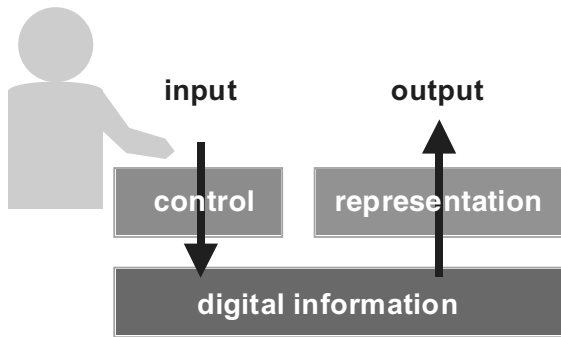 input output
control representation
digital information